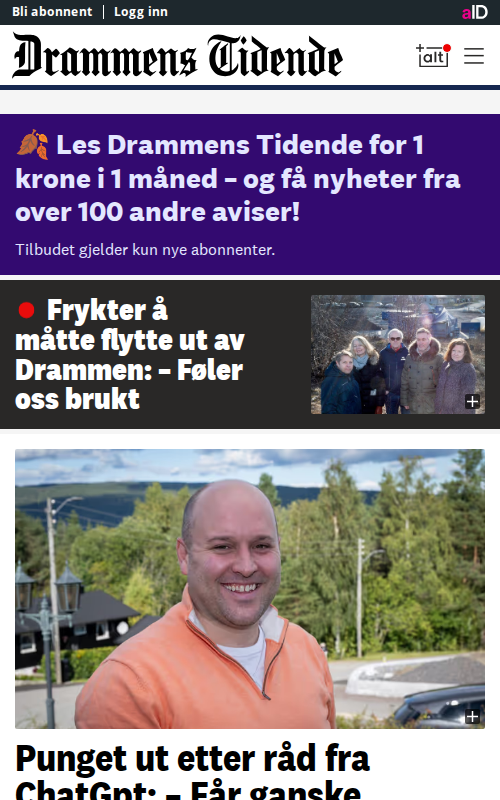 Bli abonnent | Logg inn
aID
Drammens Tidende
+alt
🍂 Les Drammens Tidende for 1
krone i 1 måned – og få nyheter fra
over 100 andre aviser!
Tilbudet gjelder kun nye abonnenter.
Frykter å
måtte flytte ut av
Drammen: – Føler
oss brukt
Punget ut etter råd fra
ChatGpt: – Får ganske